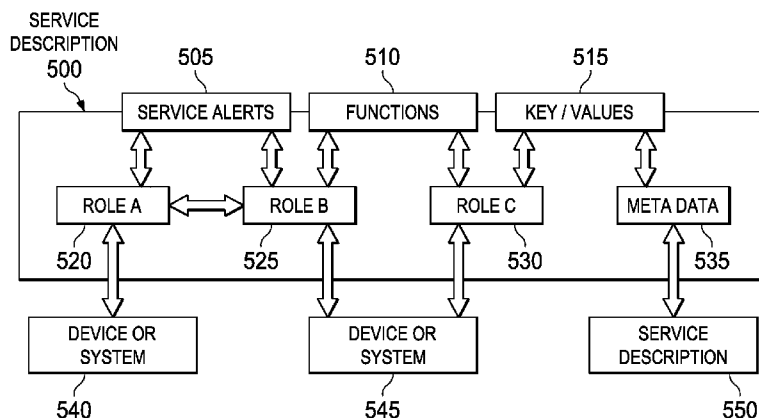 SERVICE
DESCRIPTION
500
505
510
515
SERVICE ALERTS
FUNCTIONS
KEY / VALUES
ROLE A
ROLE B
ROLE C
META DATA
520
525
530
535
DEVICE OR
SYSTEM
DEVICE OR
SYSTEM
SERVICE
DESCRIPTION
540
545
550